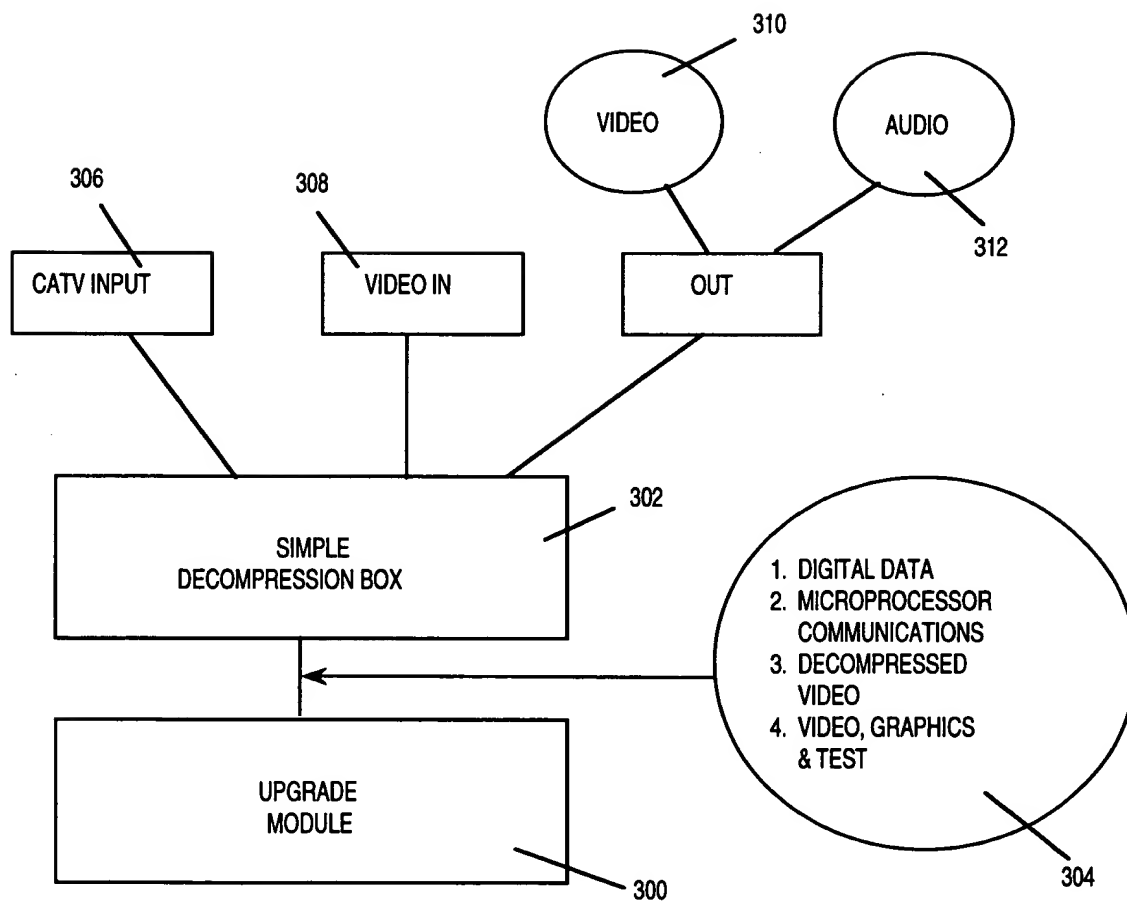 310
VIDEO
AUDIO
306
308
312
CATV INPUT
VIDEO IN
OUT
302
SIMPLE
DECOMPRESSION BOX
1. DIGITAL DATA
2. MICROPROCESSOR
COMMUNICATIONS
3. DECOMPRESSED
VIDEO
4. VIDEO, GRAPHICS
& TEST
UPGRADE
MODULE
304
300